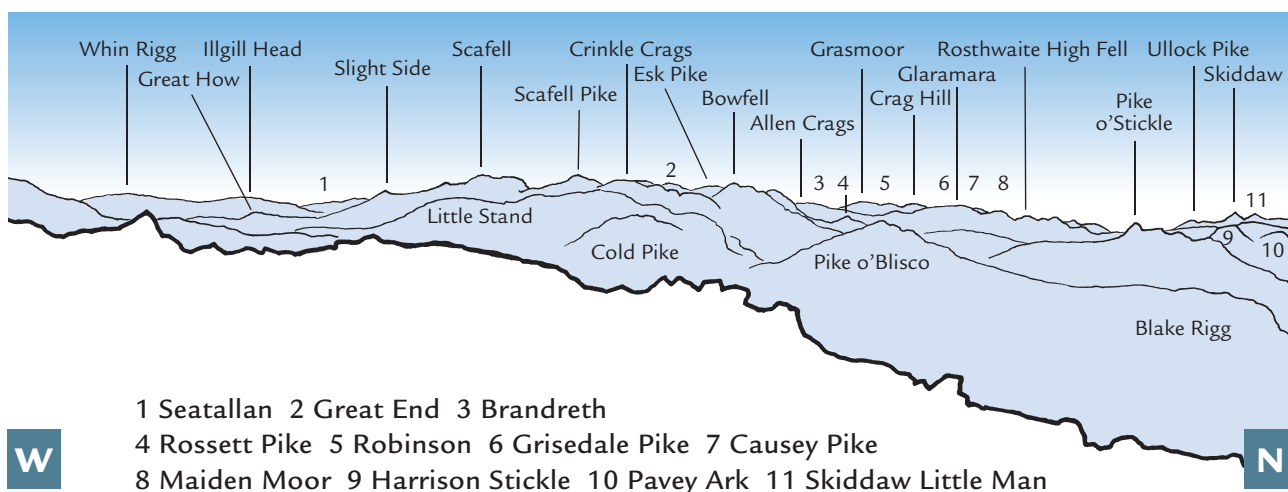 Whin Rigg Illgill Head Scafell Crinkle Crags Grasmoor Rosthwaite High Fell Ullock Pike
Great How Slight Side Esk Pike Glaramara Skiddaw
Scafell Pike Bowfell Crag Hill Pike
Allen Crags o’Stickle
1 2 3 4 5 6 7 8 11
Little Stand
9
Cold Pike Pike o’Blisco 10
Blake Rigg
1 Seatallan 2 Great End 3 Brandreth
4 Rossett Pike 5 Robinson 6 Grisedale Pike 7 Causey Pike
W N
8 Maiden Moor 9 Harrison Stickle 10 Pavey Ark 11 Skiddaw Little Man